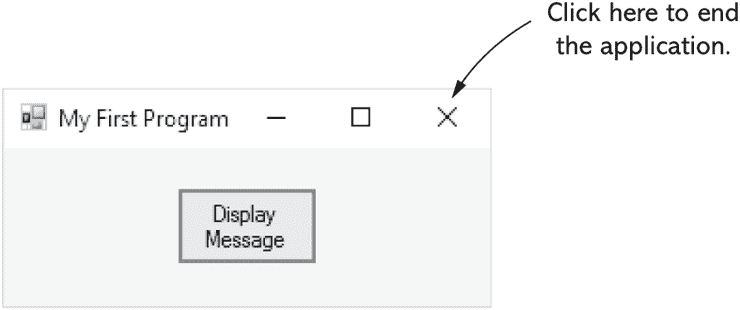 Click here to end
the application.
My First Program
Display
Message